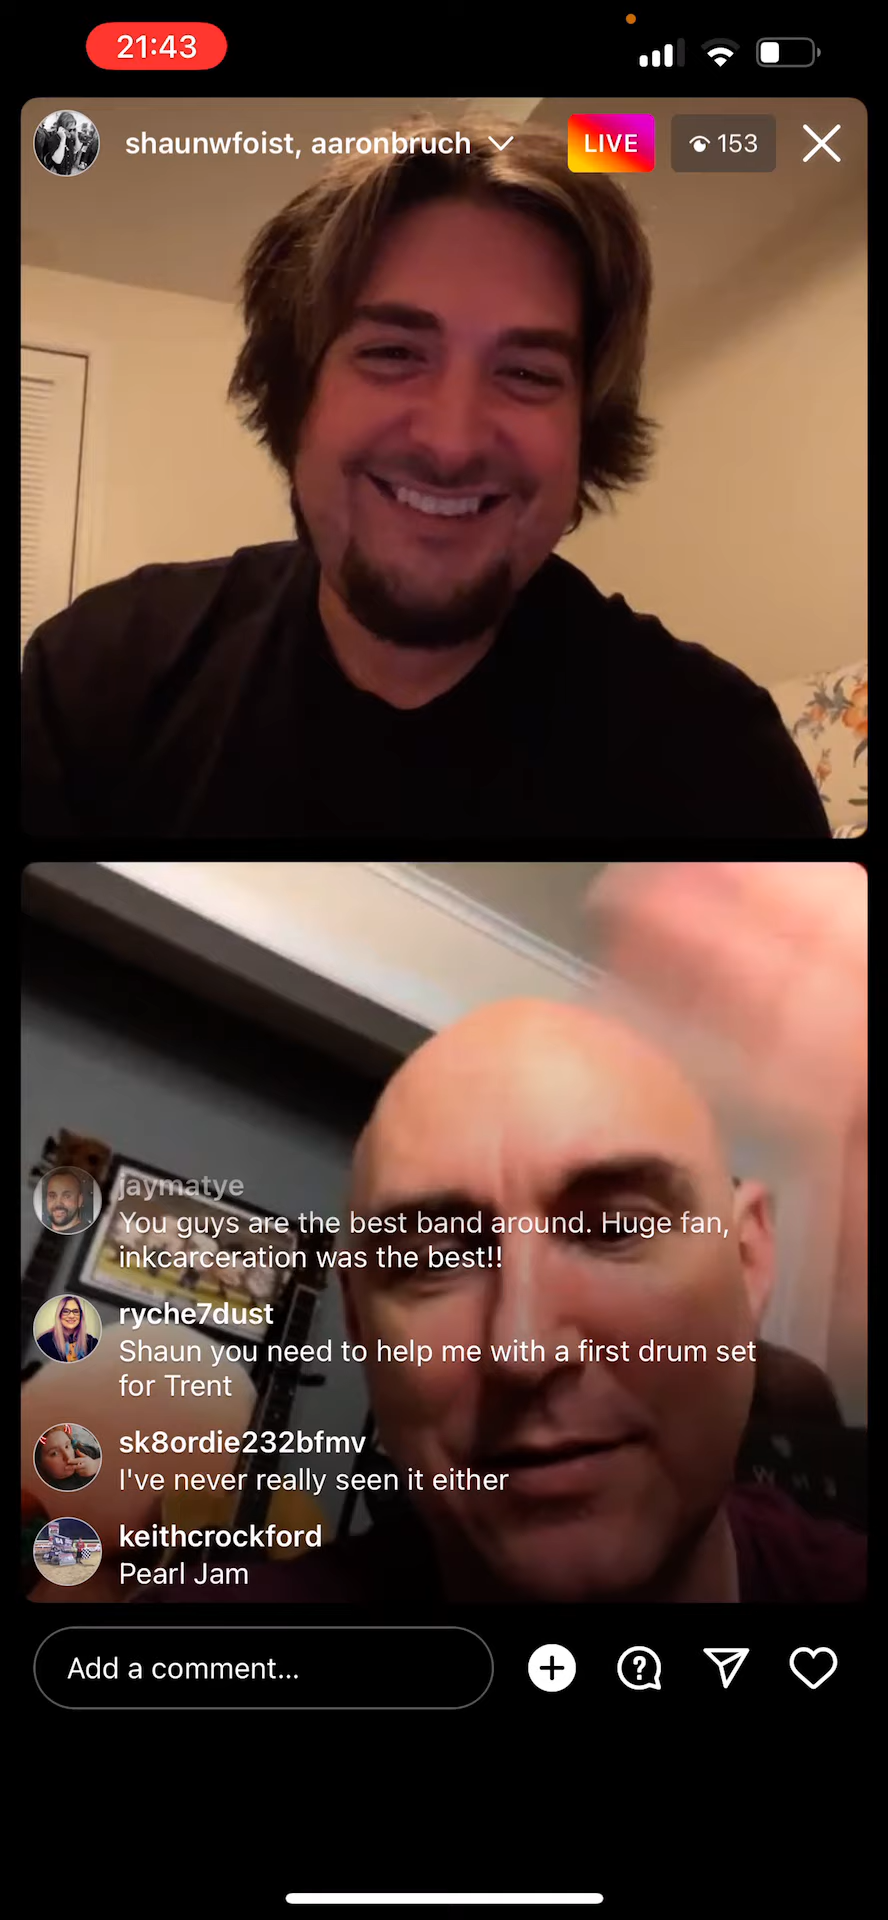 21:43
shaunwfoist, aaronbruch
LIVE
153
jaymatye
You guys are the best band around. Huge fan,
inkcarceration was the best!!
ryche7dust
Shaun you need to help me with a first drum set
for Trent
sk8ordie232bfmv
I've never really seen it either
keithcrockford
Pearl Jam
Add a comment...